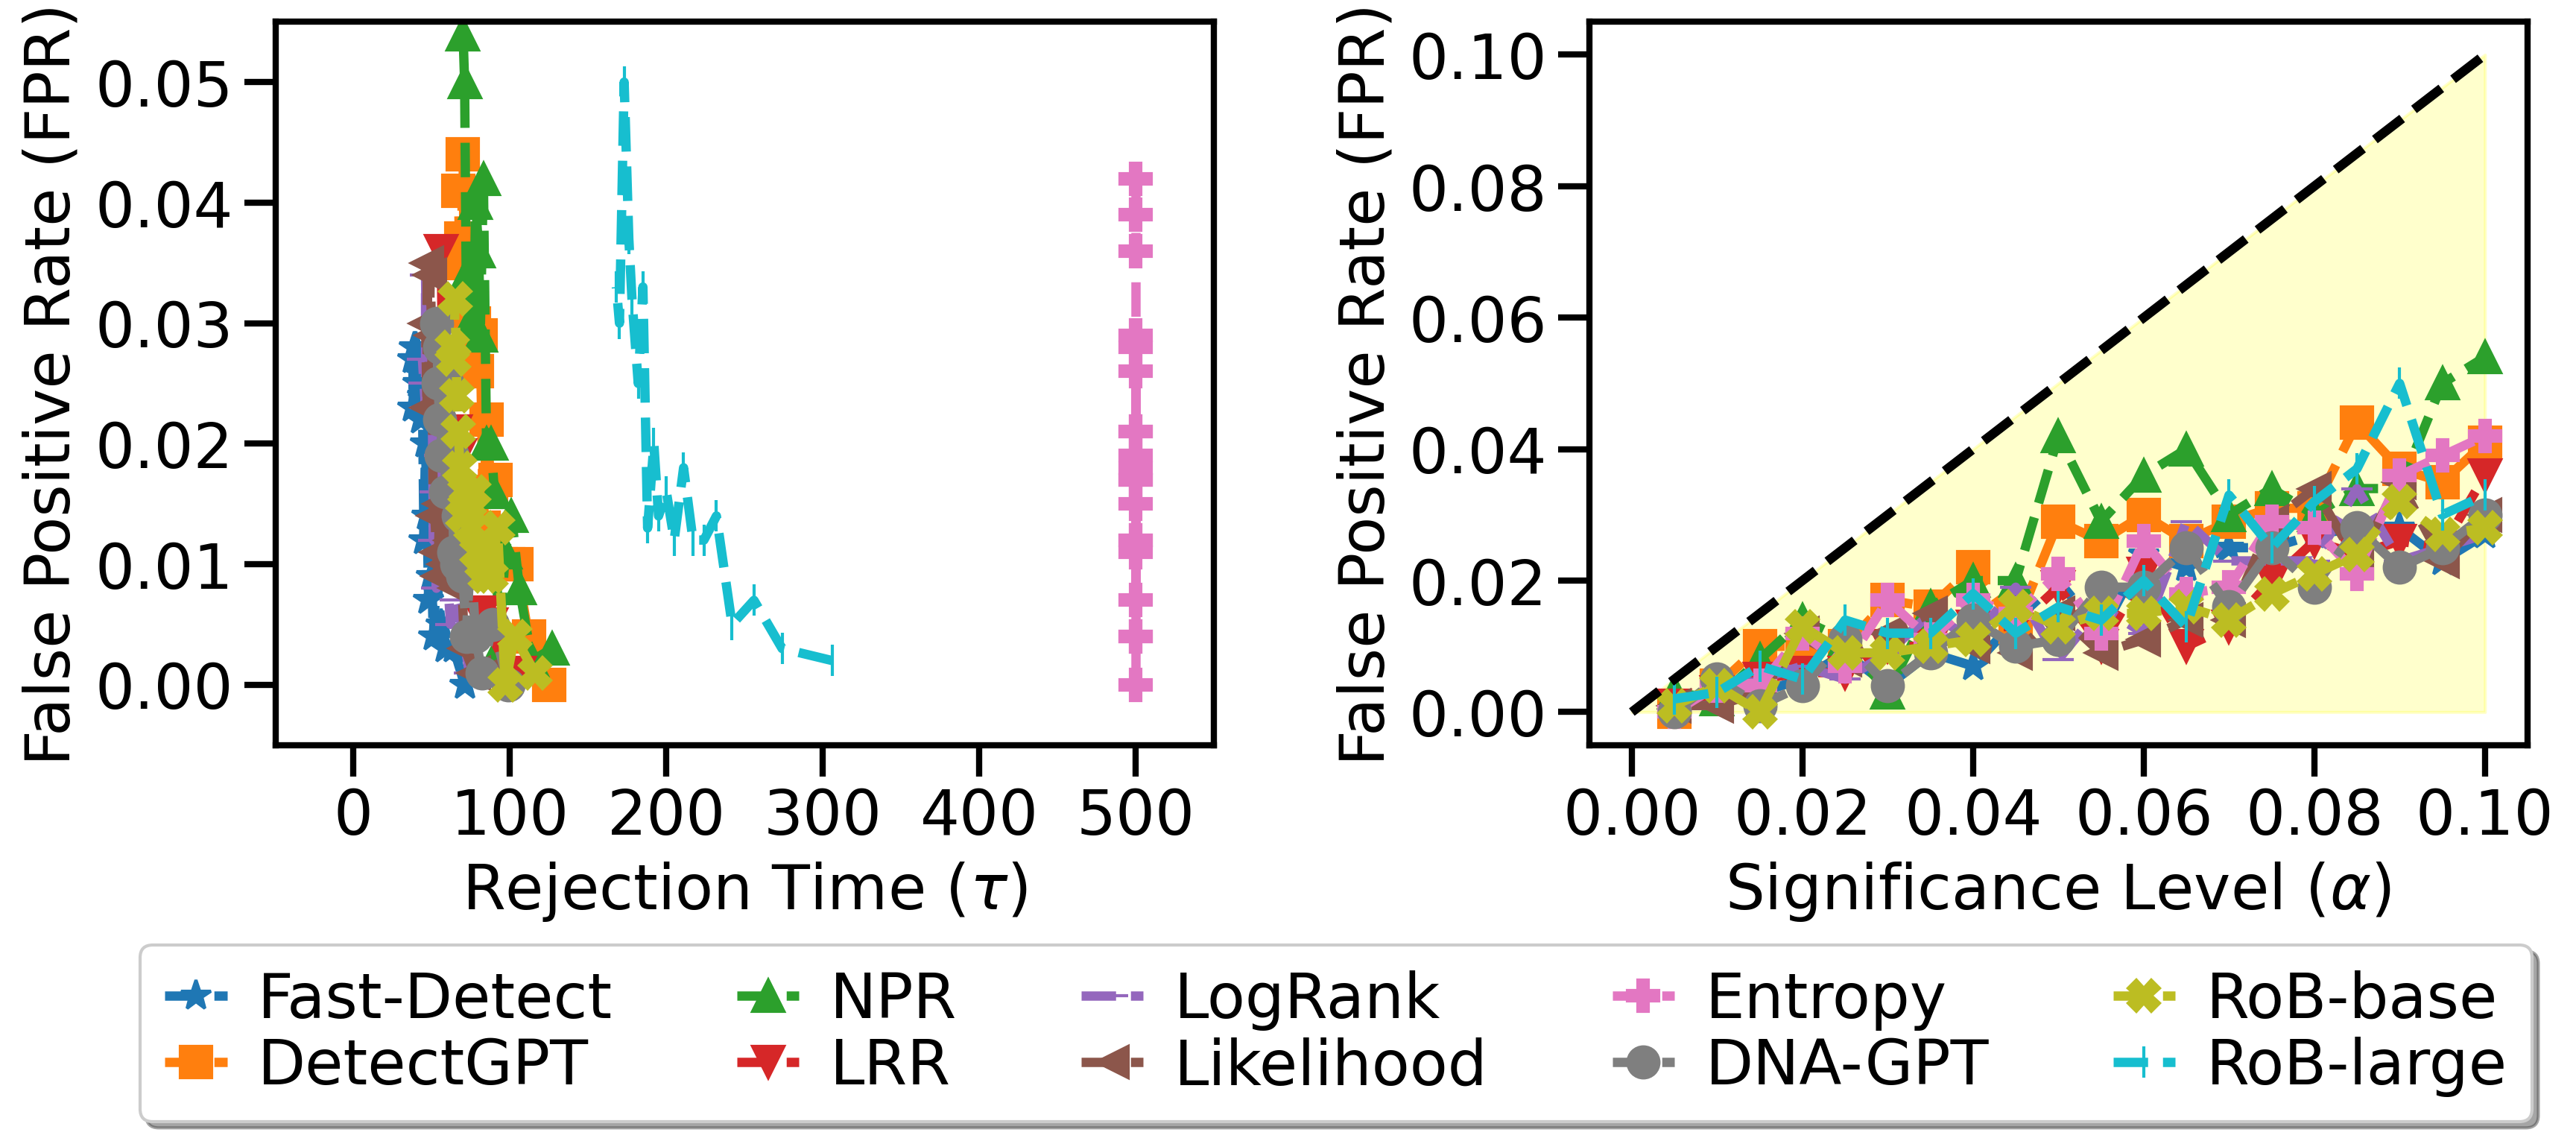 False Positive Rate (FPR)
0.05
0.04
0.03
0.02
0.01
0.00
0 100 200 300 400 500
Rejection Time (τ)
False Positive Rate (FPR)
0.10
0.08
0.06
0.04
0.02
0.00
0.00 0.02 0.04 0.06 0.08 0.10
Significance Level (α)
Fast-Detect NPR LogRank Entropy RoB-base
DetectGPT LRR Likelihood DNA-GPT RoB-large